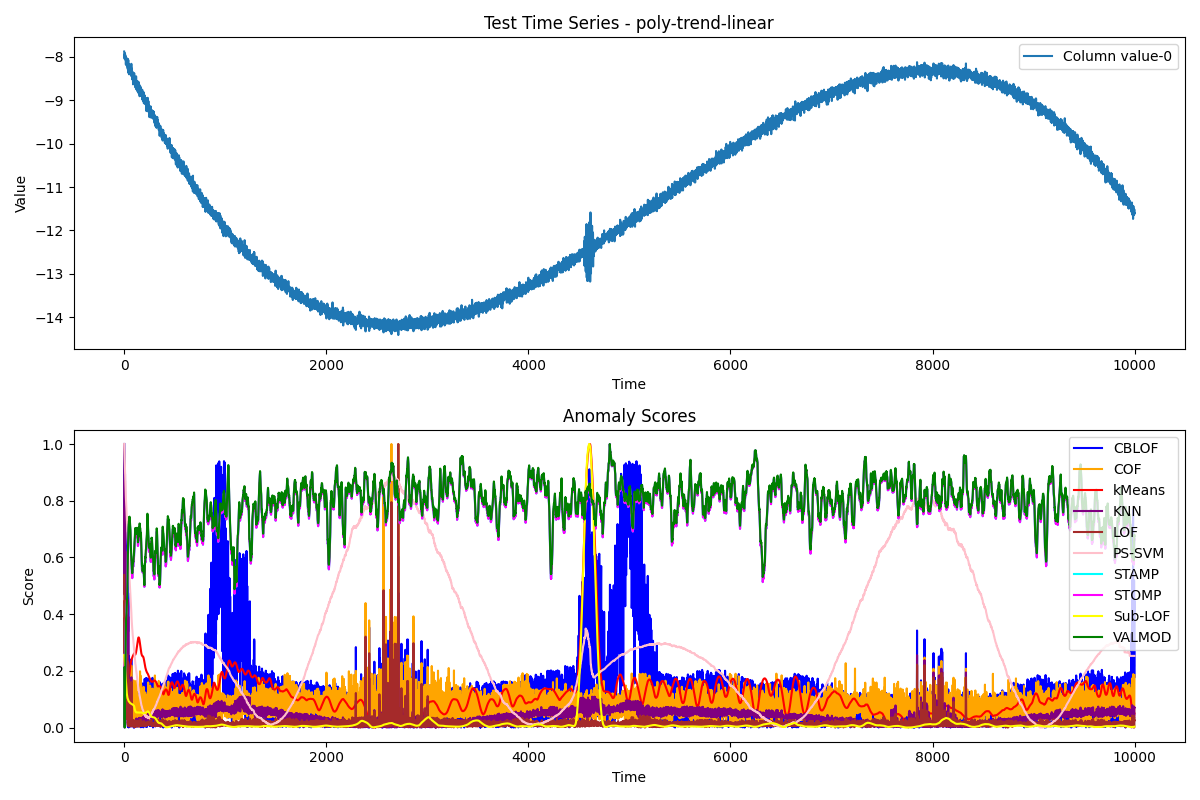 Test Time Series - poly-trend-linear
Column value-0
Value
−8
−9
−10
−11
−12
−13
−14
0
2000
4000
6000
8000
10000
Time
Anomaly Scores
Score
1.0
0.8
0.6
0.4
0.2
0.0
CBLOF
COF
kMeans
KNN
LOF
PS-SVM
STAMP
STOMP
Sub-LOF
VALMOD
0
2000
4000
6000
8000
10000
Time